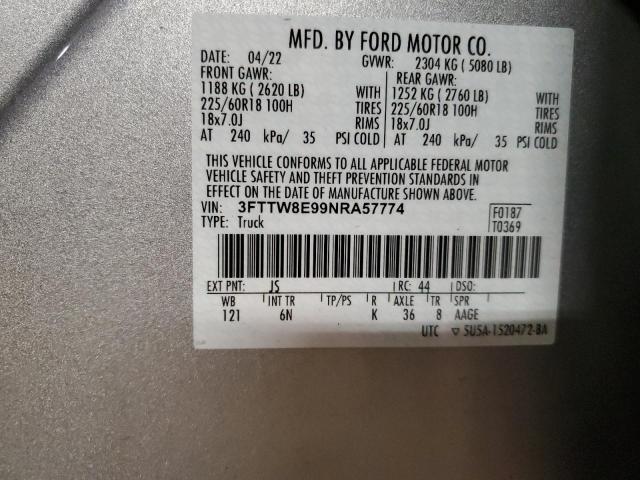 MFD. BY FORD MOTOR CO.
DATE: 04/22 GVWR: 2304 KG ( 5080 LB)
FRONT GAWR: REAR GAWR:
1188 KG ( 2620 LB) WITH 1252 KG ( 2760 LB) WITH
225/60R18 100H TIRES 225/60R18 100H TIRES
18x7.0J RIMS 18x7.0J RIMS
AT 240 kPa/ 35 PSI COLD AT 240 kPa/ 35 PSI COLD
THIS VEHICLE CONFORMS TO ALL APPLICABLE FEDERAL MOTOR
VEHICLE SAFETY AND THEFT PREVENTION STANDARDS IN
EFFECT ON THE DATE OF MANUFACTURE SHOWN ABOVE.
VIN: 3FTTW8E99NRA57774 F0187
TYPE: Truck T0369
EXT PNT: JS RC: 44 DSO:
WB INT TR TP/PS R AXLE TR SPR
121 6N K 36 8 AAGE
UTC ▽ 5U5A-1520472-BA